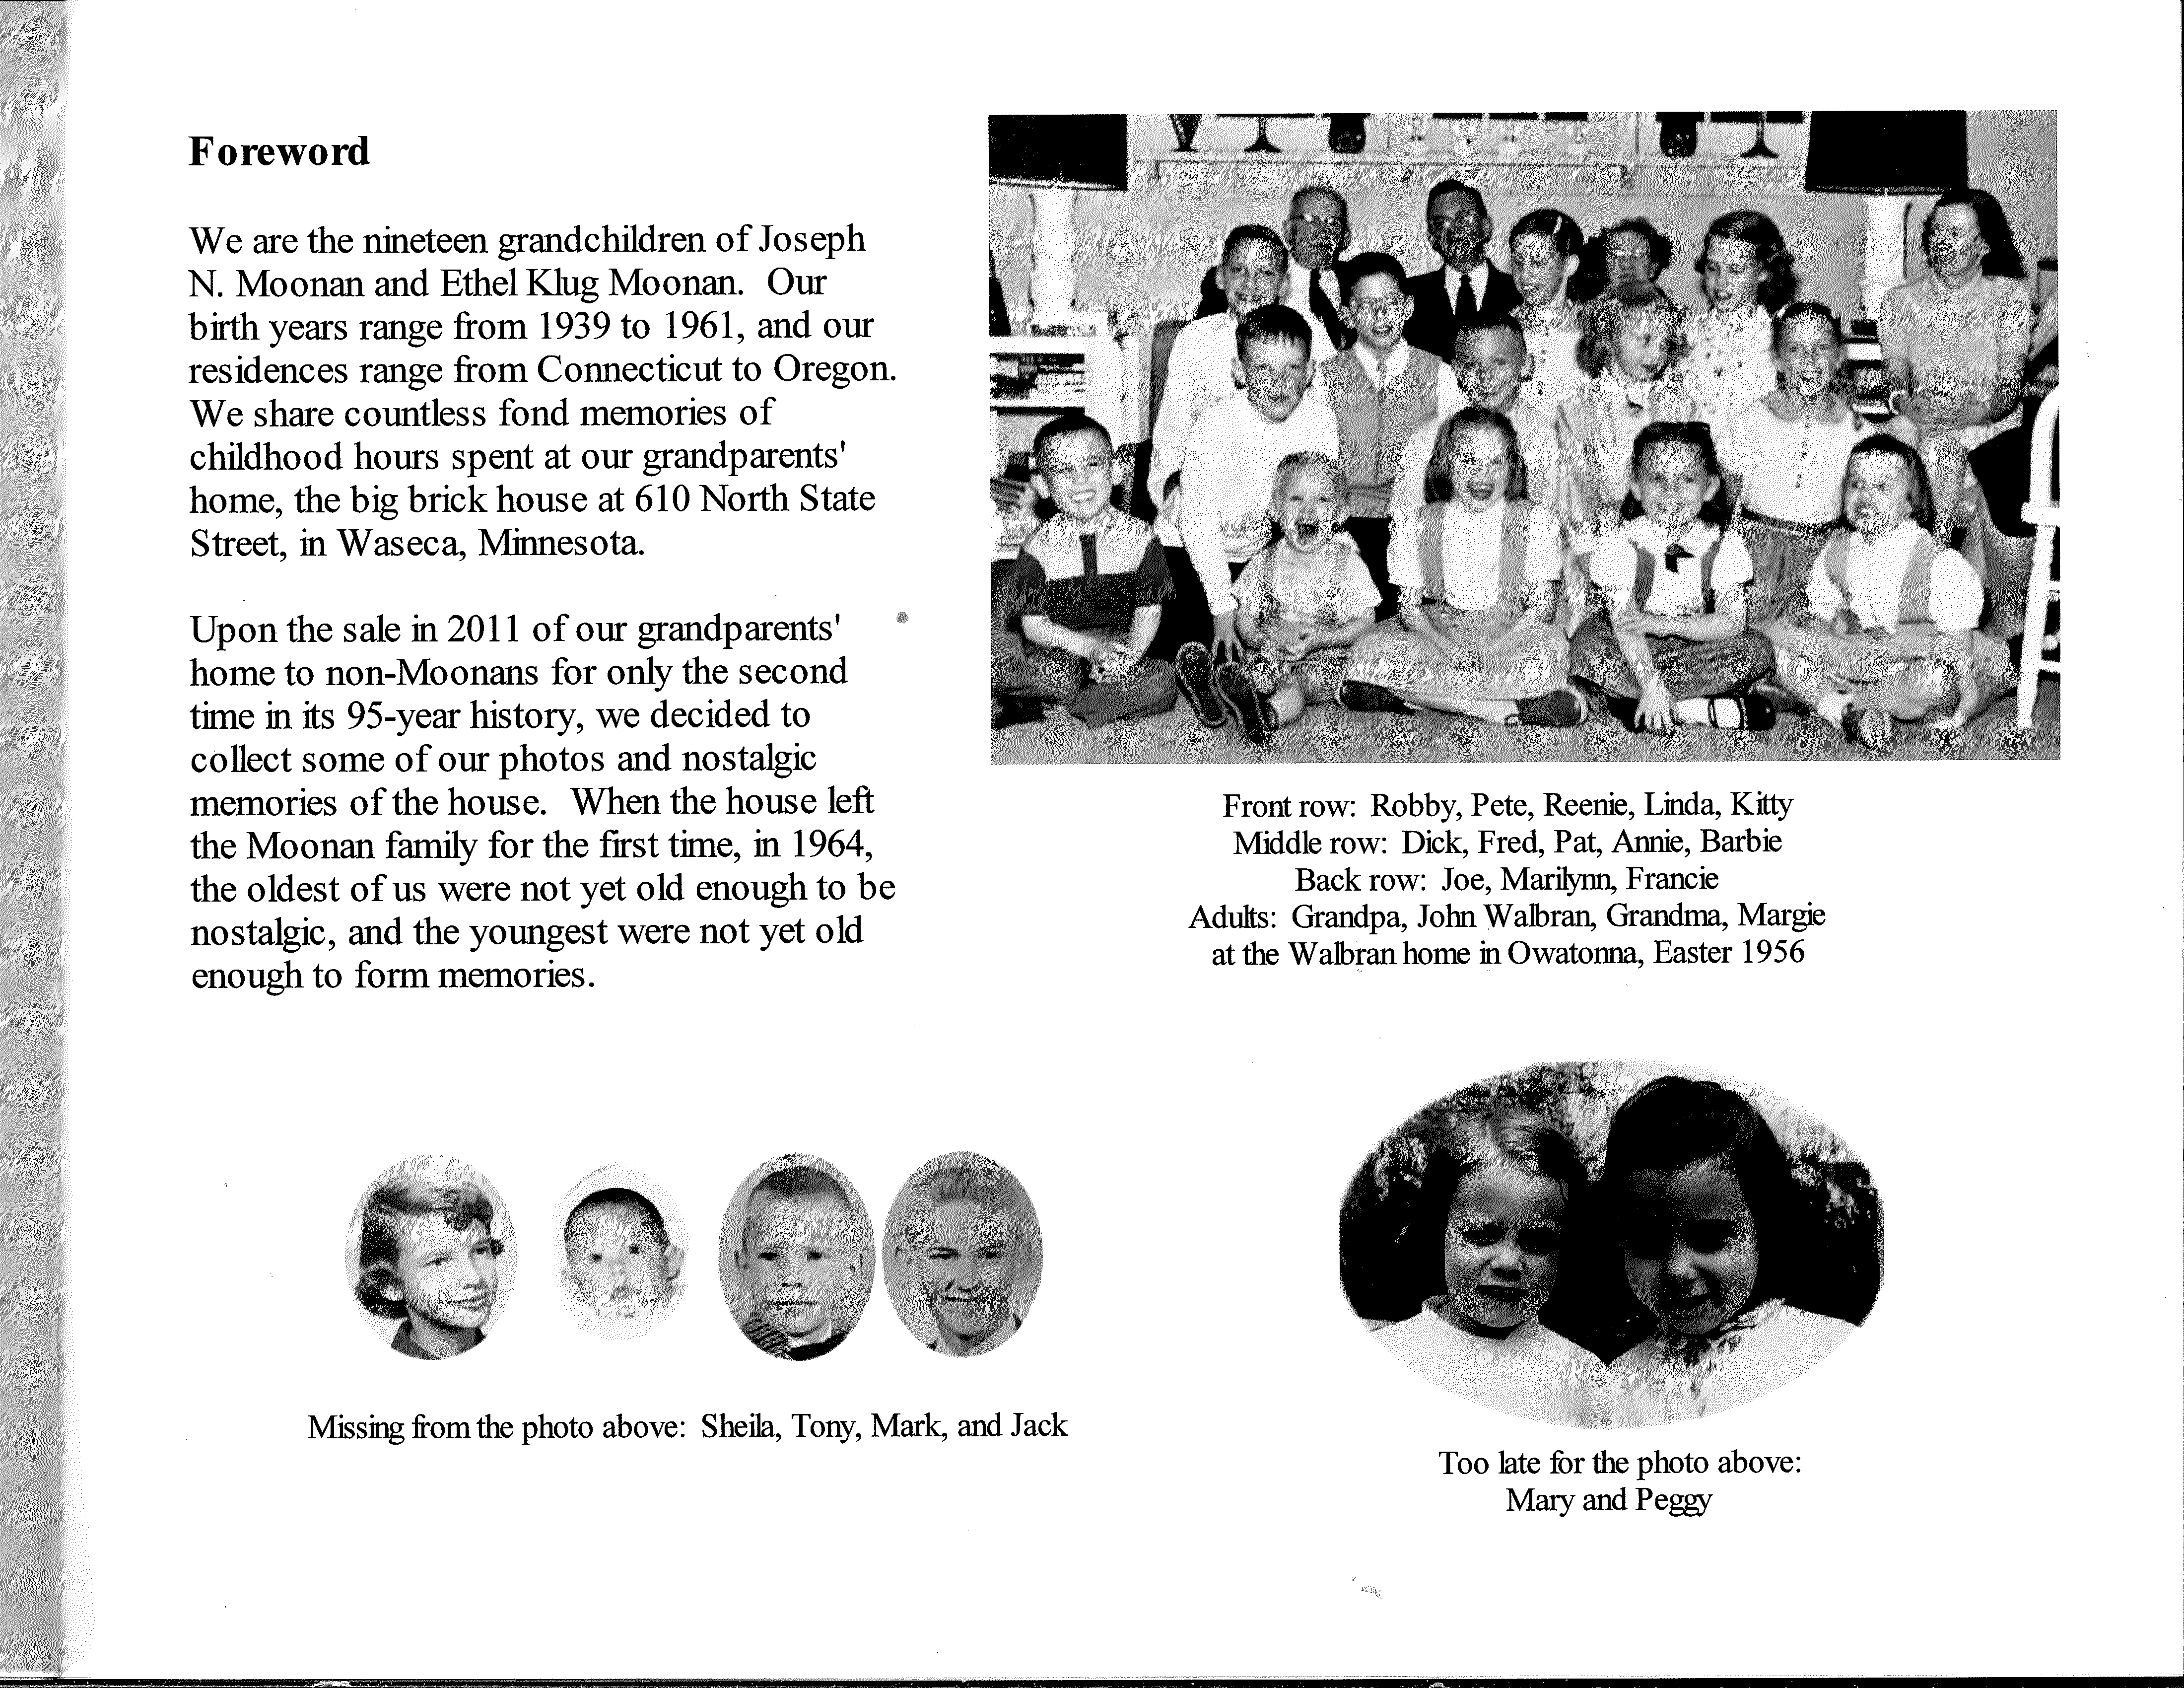 Foreword
We are the nineteen grandchildren of Joseph
N. Moonan and Ethel Klug Moonan.  Our
birth years range from 1939 to 1961, and our
residences range from Connecticut to Oregon.
We share countless fond memories of
childhood hours spent at our grandparents'
home, the big brick house at 610 North State
Street, in Waseca, Minnesota.
Upon the sale in 2011 of our grandparents'
home to non-Moonans for only the second
time in its 95-year history, we decided to
collect some of our photos and nostalgic
memories of the house.  When the house left
the Moonan family for the first time, in 1964,
the oldest of us were not yet old enough to be
nostalgic, and the youngest were not yet old
enough to form memories.
Front row:  Robby, Pete, Reenie, Linda, Kitty
Middle row:  Dick, Fred, Pat, Annie, Barbie
Back row:  Joe, Marilynn, Francie
Adults:  Grandpa, John Walbran, Grandma, Margie
at the Walbran home in Owatonna, Easter 1956
Missing from the photo above:  Sheila, Tony, Mark, and Jack
Too late for the photo above:
Mary and Peggy